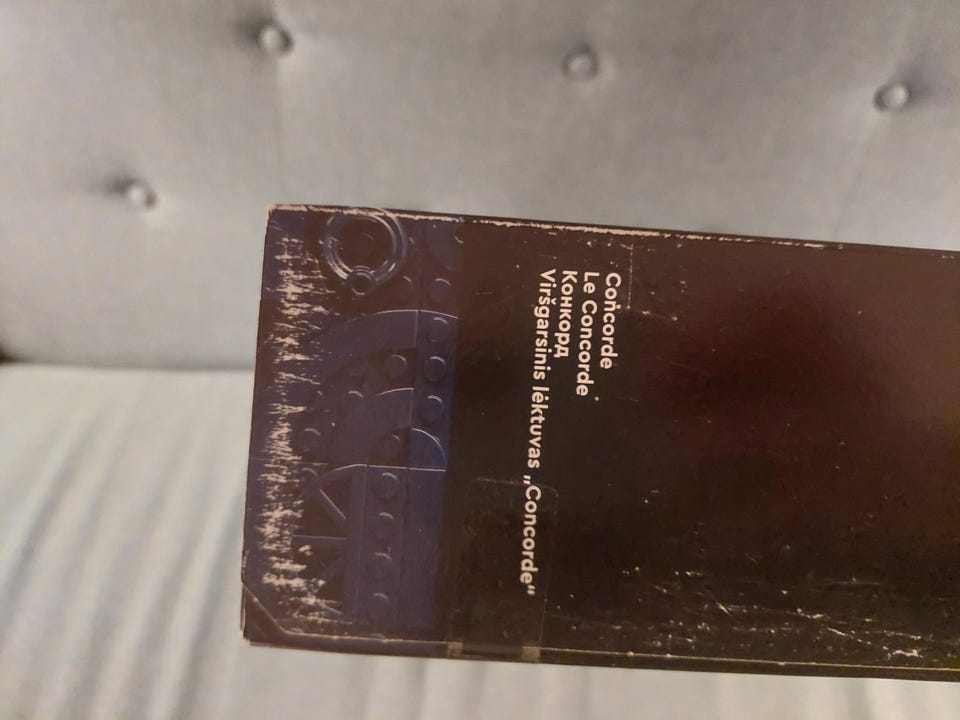 Concorde
Le Concorde
Конкорд
Viršgarsinis lėktuvas „Concorde“